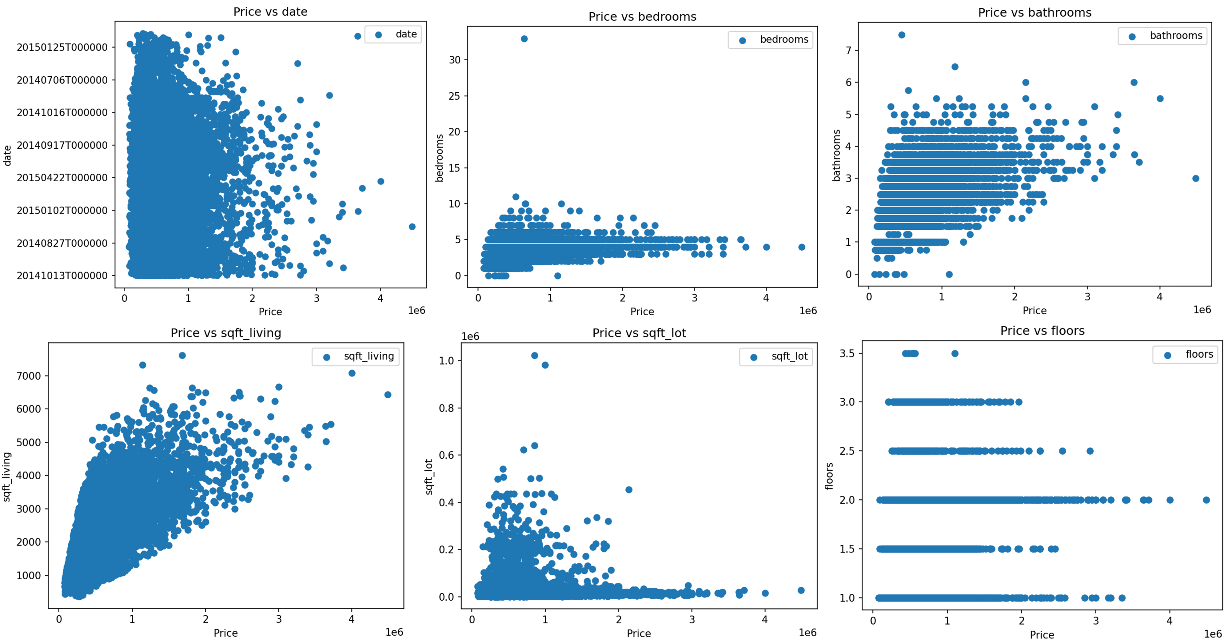 Price vs date
date
20150125T000000
20140706T000000
20141016T000000
20140917T000000
20150422T000000
20150102T000000
20140827T000000
20141013T000000
date
0 1 2 3 4
Price
1e6
Price vs bedrooms
bedrooms
30
25
20
15
10
5
0
bedrooms
0 1 2 3 4
Price
1e6
Price vs bathrooms
bathrooms
7
6
5
4
3
2
1
0
bathrooms
0 1 2 3 4
Price
1e6
Price vs sqft_living
sqft_living
7000
6000
5000
4000
3000
2000
1000
sqft_living
0 1 2 3 4
Price
1e6
Price vs sqft_lot
1e6
sqft_lot
1.0
0.8
0.6
0.4
0.2
0.0
sqft_lot
0 1 2 3 4
Price
1e6
Price vs floors
floors
3.5
3.0
2.5
2.0
1.5
1.0
floors
0 1 2 3 4
Price
1e6